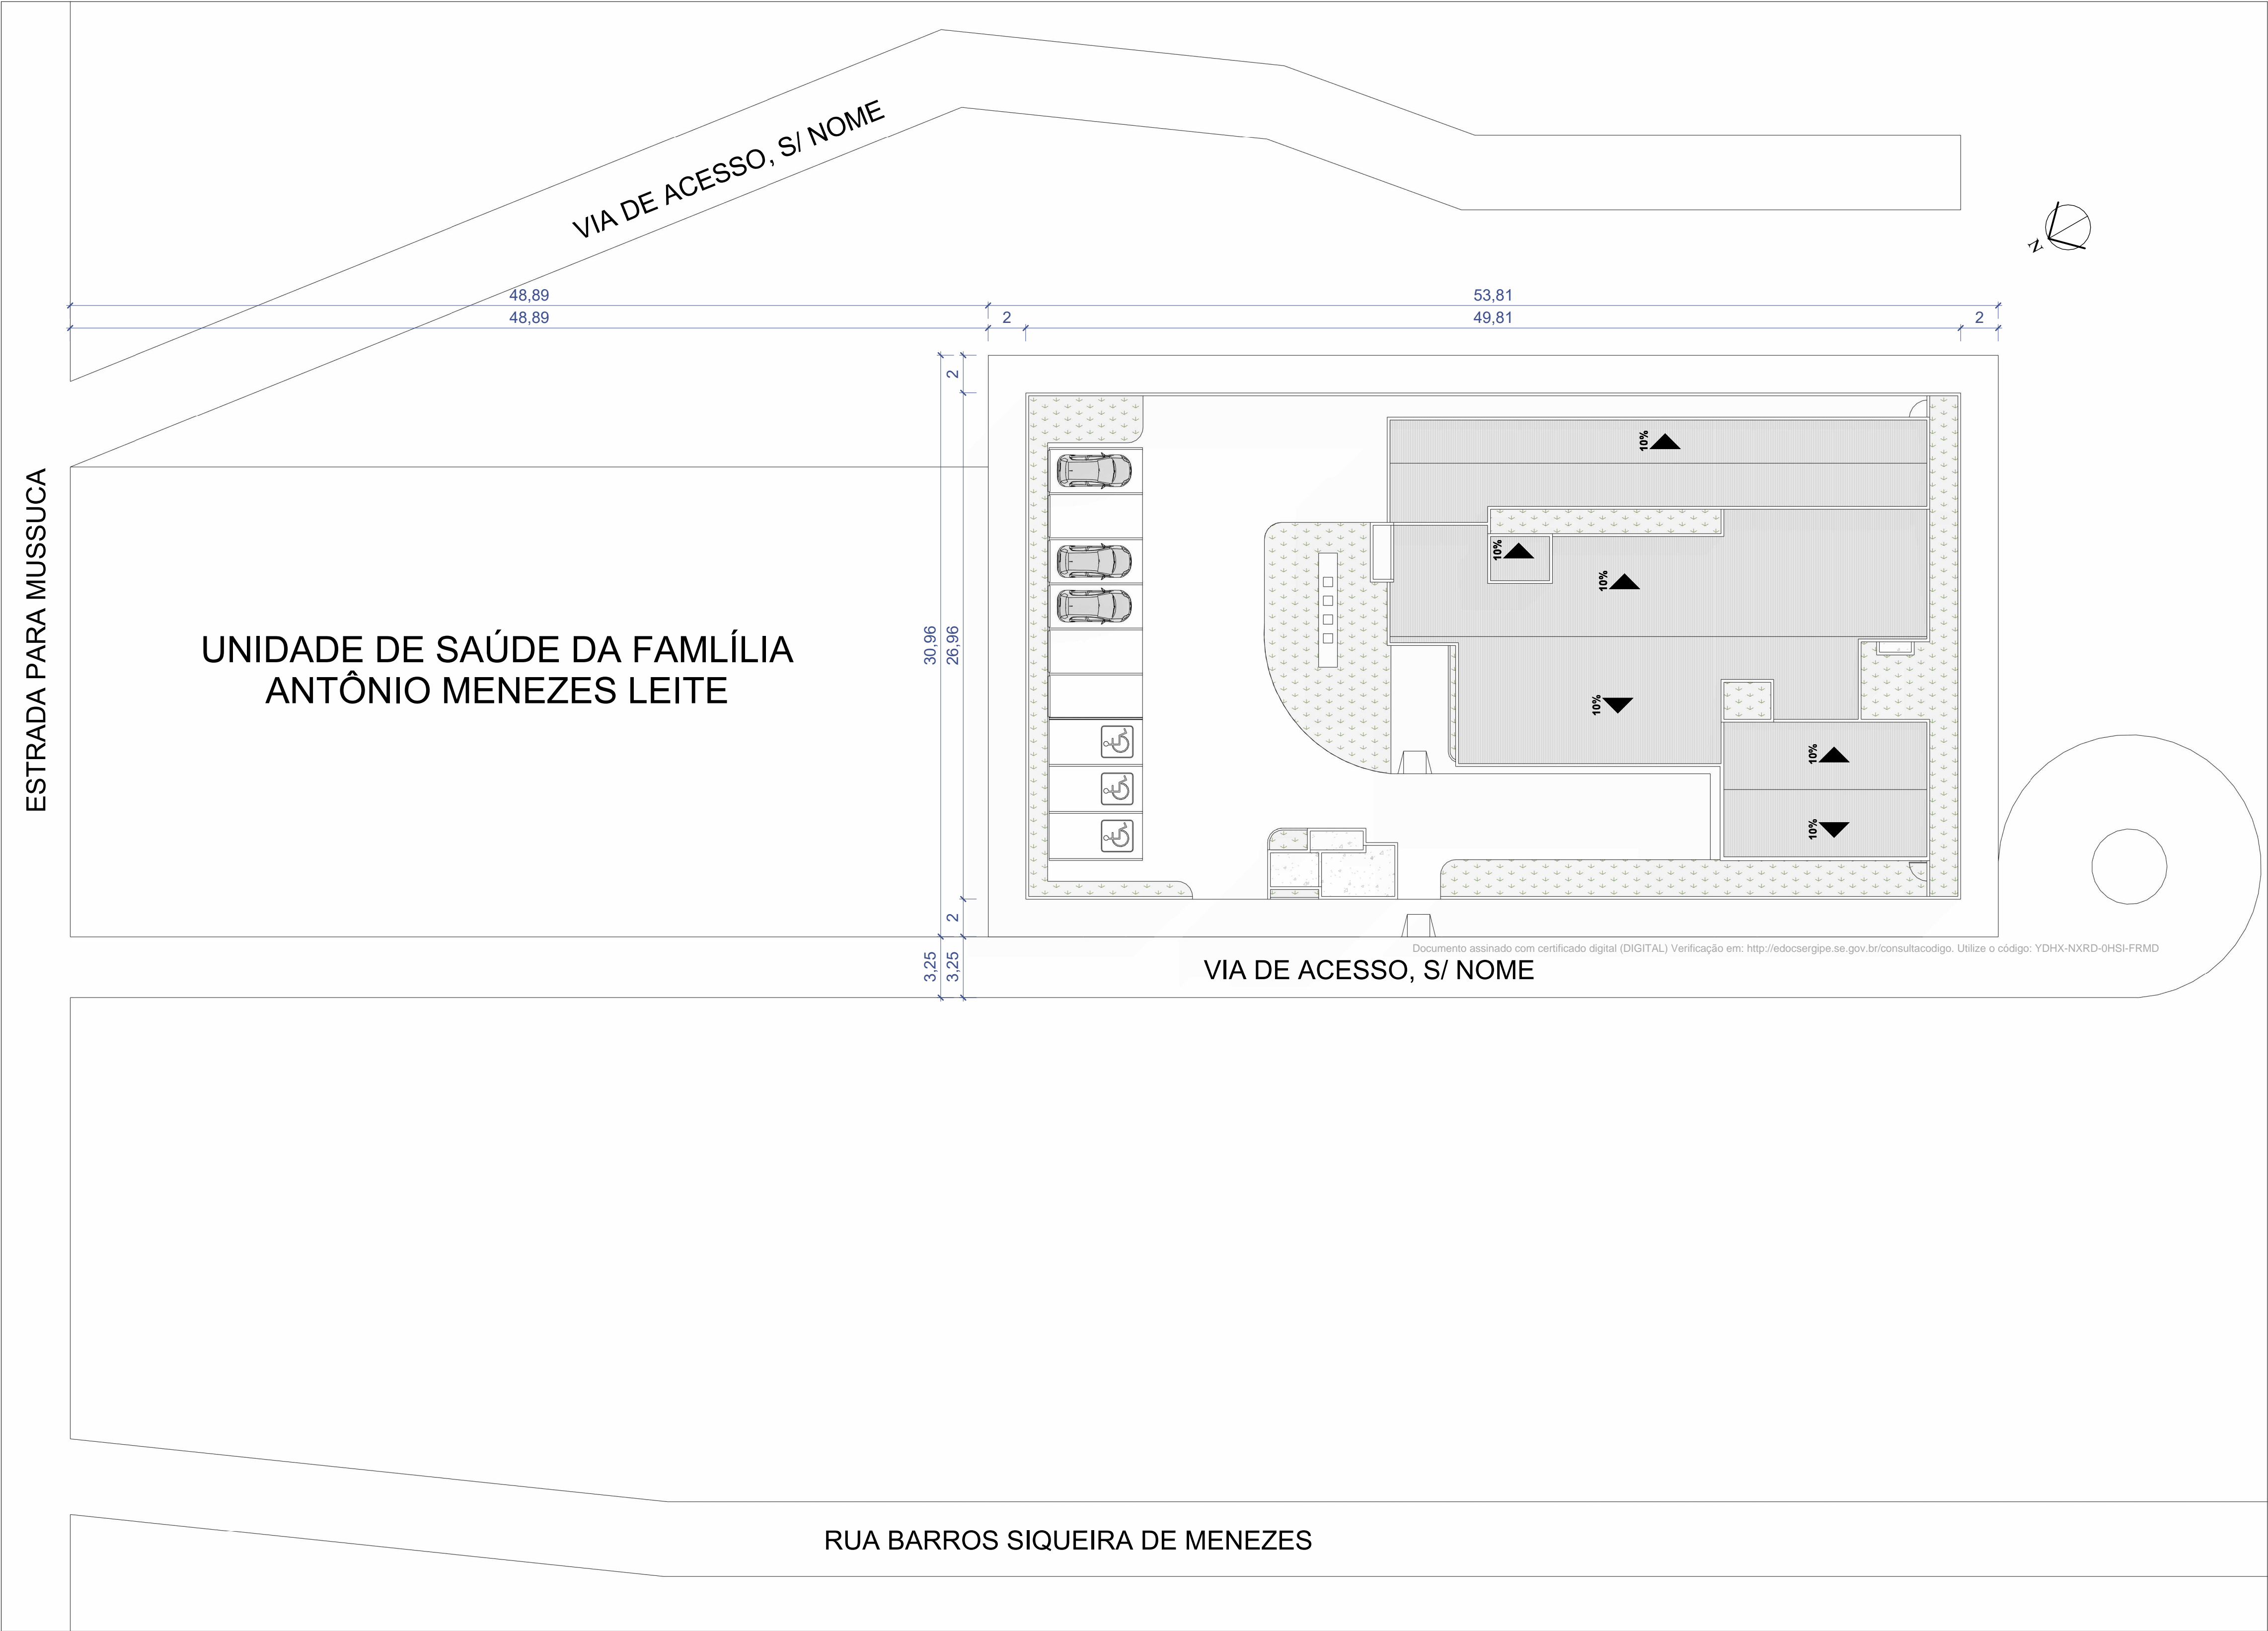 VIA DE ACESSO, S/ NOME
N
48,89
53,81
48,89
2
49,81
2
2
10%
10%
10%
ESTRADA PARA MUSSUCA
UNIDADE DE SAÚDE DA FAMLÍLIA
ANTÔNIO MENEZES LEITE
30,96
26,96
10%
10%
10%
2
3,25
3,25
Documento assinado com certificado digital (DIGITAL) Verificação em: http://edocsergipe.se.gov.br/consultacodigo. Utilize o código: YDHX-NXRD-0HSI-FRMD
VIA DE ACESSO, S/ NOME
RUA BARROS SIQUEIRA DE MENEZES